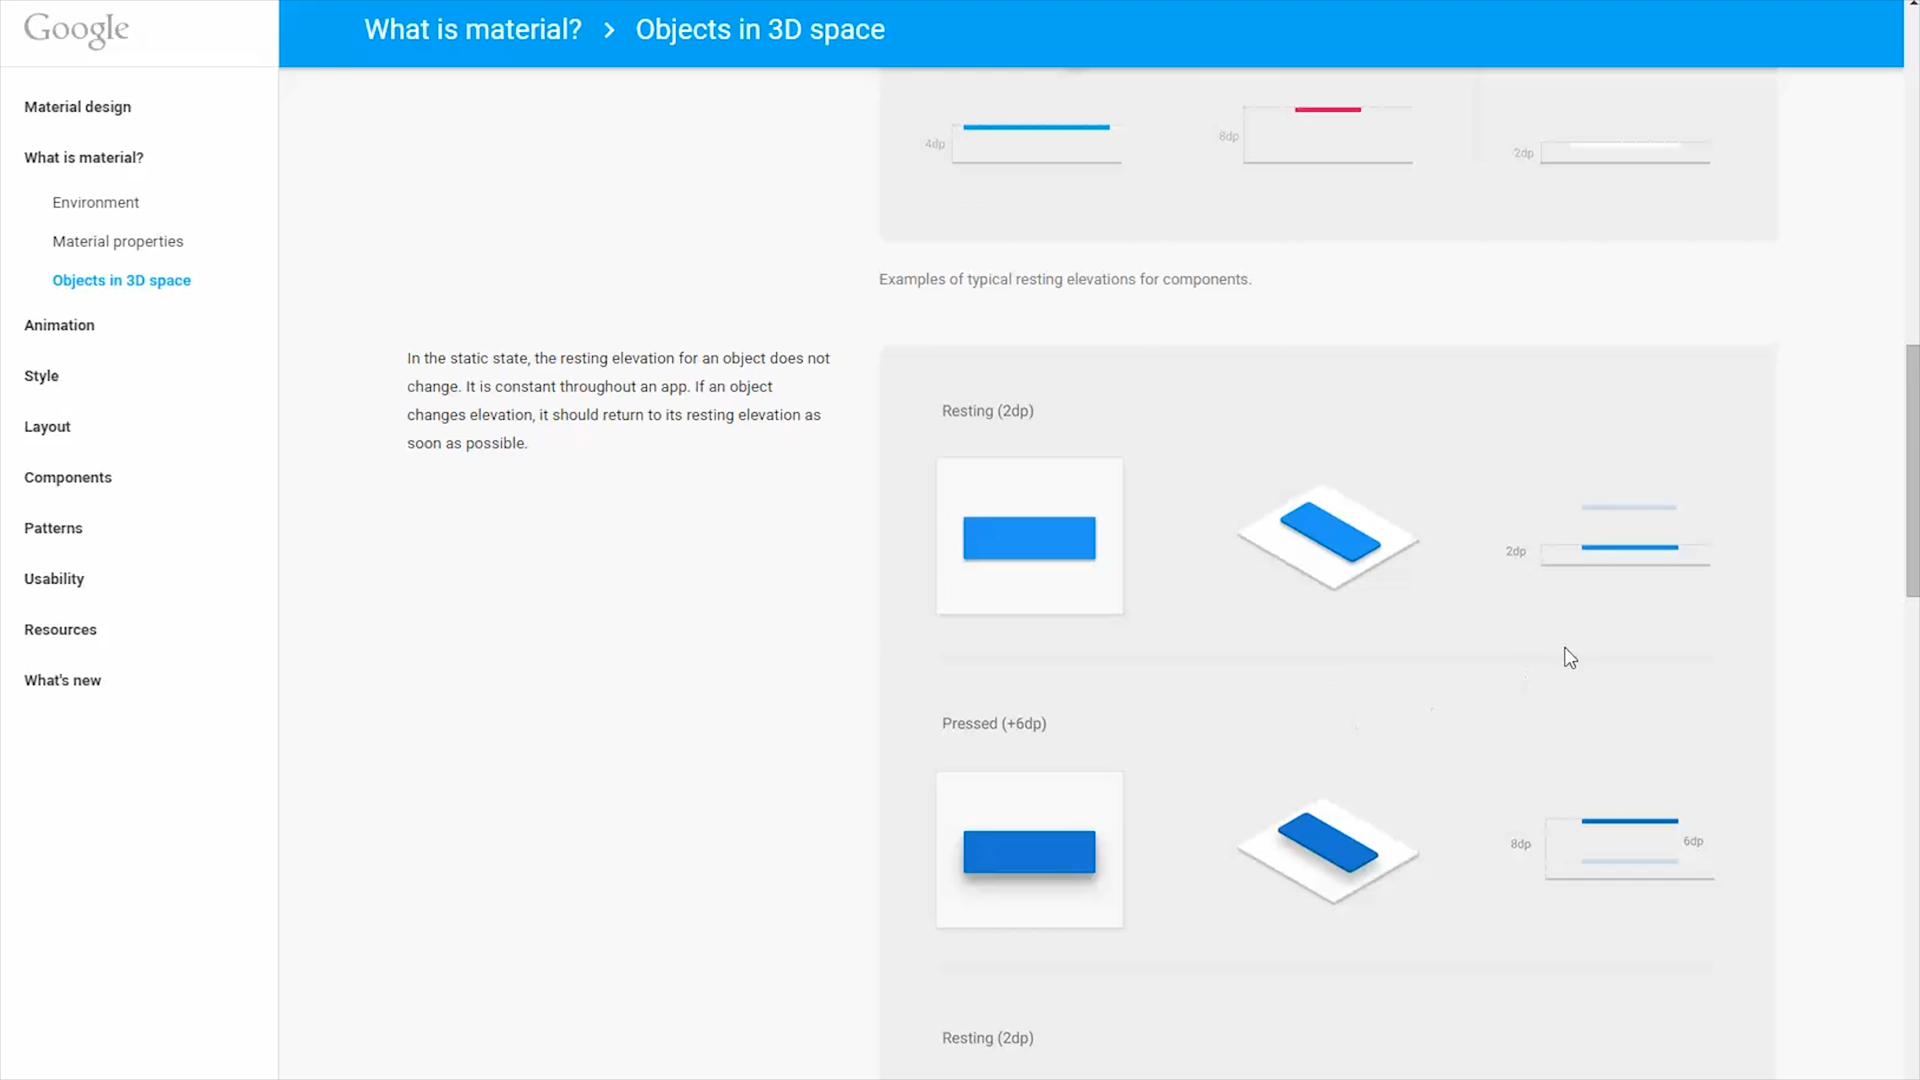 Google
What is material? > Objects in 3D space
Material design
What is material?
Environment
Material properties
Objects in 3D space
Animation
Style
Layout
Components
Patterns
Usability
Resources
What's new
4dp
8dp
2dp
Examples of typical resting elevations for components.
In the static state, the resting elevation for an object does not
change. It is constant throughout an app. If an object
changes elevation, it should return to its resting elevation as
soon as possible.
Resting (2dp)
2dp
Pressed (+6dp)
8dp
6dp
Resting (2dp)